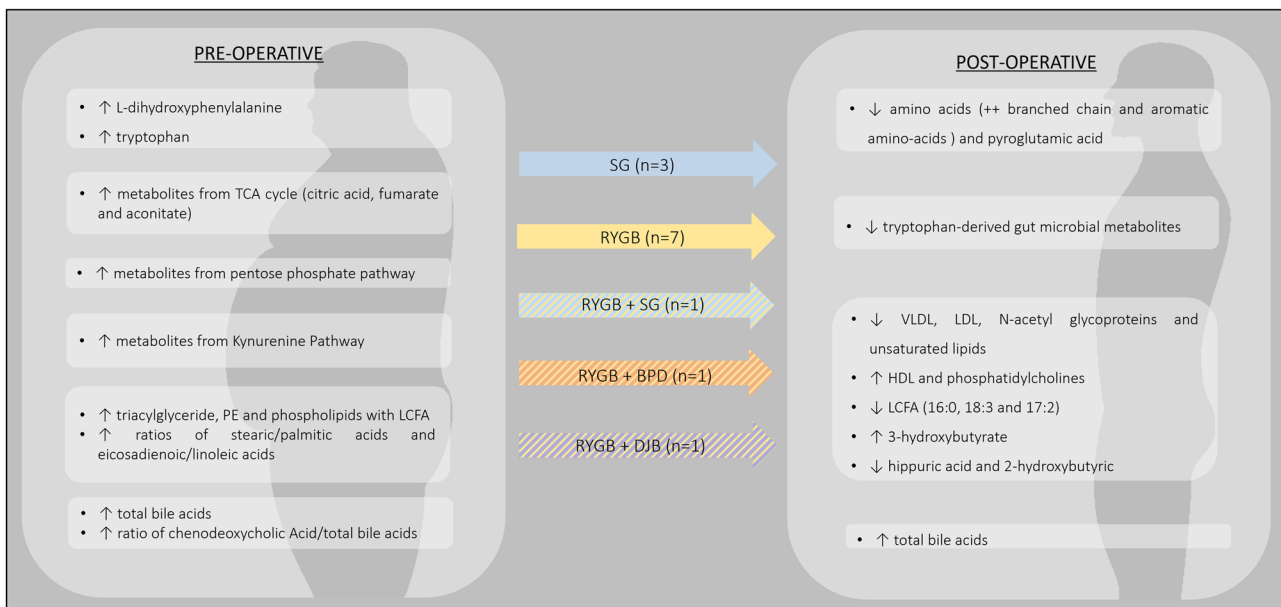 PRE-OPERATIVE
• ↑ L-dihydroxyphenylalanine
• ↑ tryptophan
• ↑ metabolites from TCA cycle (citric acid, fumarate
and aconitate)
• ↑ metabolites from pentose phosphate pathway
• ↑ metabolites from Kynurenine Pathway
• ↑ triacylglyceride, PE and phospholipids with LCFA
• ↑ ratios of stearic/palmitic acids and
eicosadienoic/linoleic acids
• ↑ total bile acids
• ↑ ratio of chenodeoxycholic Acid/total bile acids
SG (n=3)
RYGB (n=7)
RYGB + SG (n=1)
RYGB + BPD (n=1)
RYGB + DJB (n=1)
POST-OPERATIVE
• ↓ amino acids (++ branched chain and aromatic
amino-acids ) and pyroglutamic acid
• ↓ tryptophan-derived gut microbial metabolites
• ↓ VLDL, LDL, N-acetyl glycoproteins and
unsaturated lipids
• ↑ HDL and phosphatidylcholines
• ↓ LCFA (16:0, 18:3 and 17:2)
• ↑ 3-hydroxybutyrate
• ↓ hippuric acid and 2-hydroxybutyric
• ↑ total bile acids